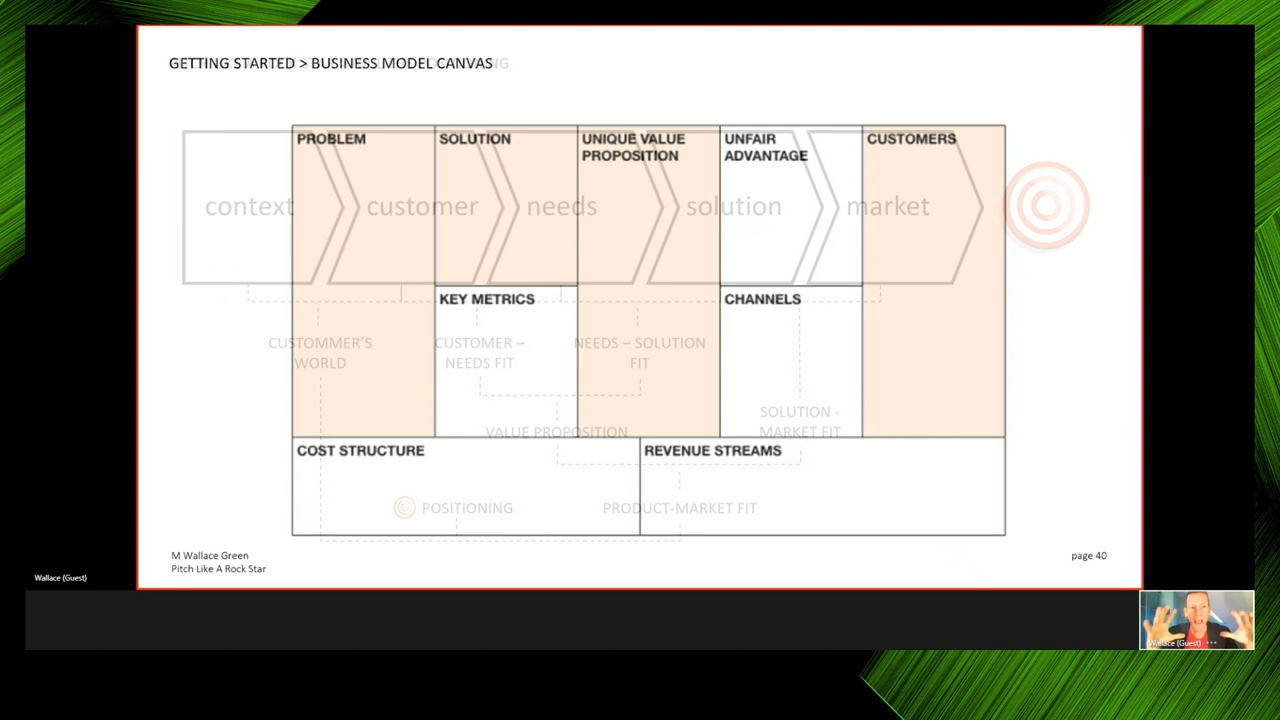 GETTING STARTED > BUSINESS MODEL CANVAS
PROBLEM
SOLUTION
UNIQUE VALUE
PROPOSITION
UNFAIR
ADVANTAGE
CUSTOMERS
context
customer
needs
solution
market
KEY METRICS
CHANNELS
CUSTOMMER'S
WORLD
CUSTOMER –
NEEDS FIT
NEEDS – SOLUTION
FIT
SOLUTION -
MARKET FIT
VALUE PROPOSITION
COST STRUCTURE
REVENUE STREAMS
POSITIONING
PRODUCT-MARKET FIT
M Wallace Green
Pitch Like A Rock Star
page 40
Wallace (Guest)
Wallace (Guest)